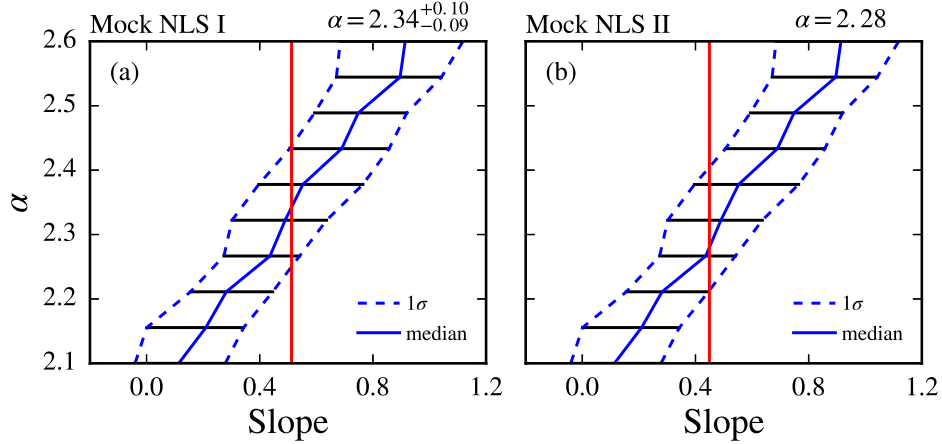 Mock NLS I
α = 2.34 +0.10 −0.09
Mock NLS II
α = 2.28
2.6
2.5
2.4
2.3
2.2
2.1
α
(a)
1σ
median
0.0 0.4 0.8 1.2
Slope
(b)
1σ
median
0.0 0.4 0.8 1.2
Slope